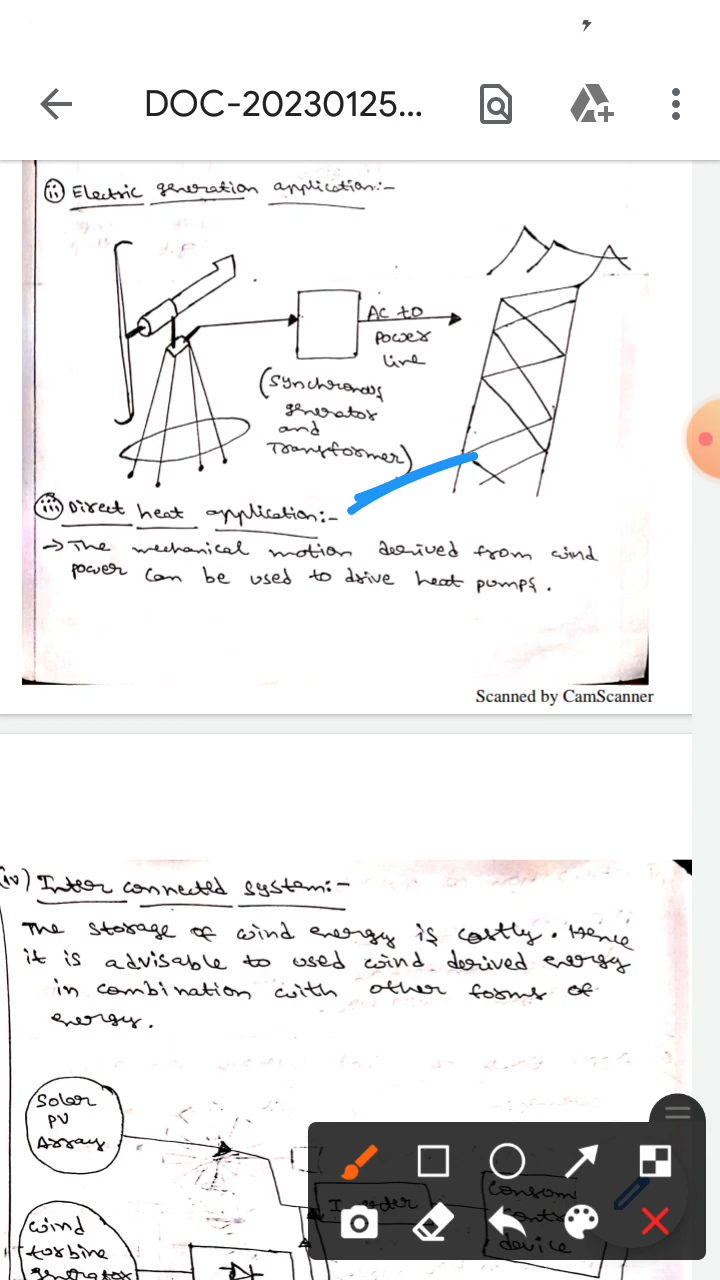 DOC-20230125...
(ii) Electric generation application:-
AC to
power
line
(Synchronous
generator
and
Transformer)
(iii) Direct heat application:-
→ The mechanical motion derived from wind
power can be used to drive heat pumps.
Scanned by CamScanner
(iv) Inter connected system:-
The storage of wind energy is costly. Hence
it is advisable to used wind derived energy
in combination with other forms of
energy.
Solar
PV
Array
Wind
turbine
generator
device